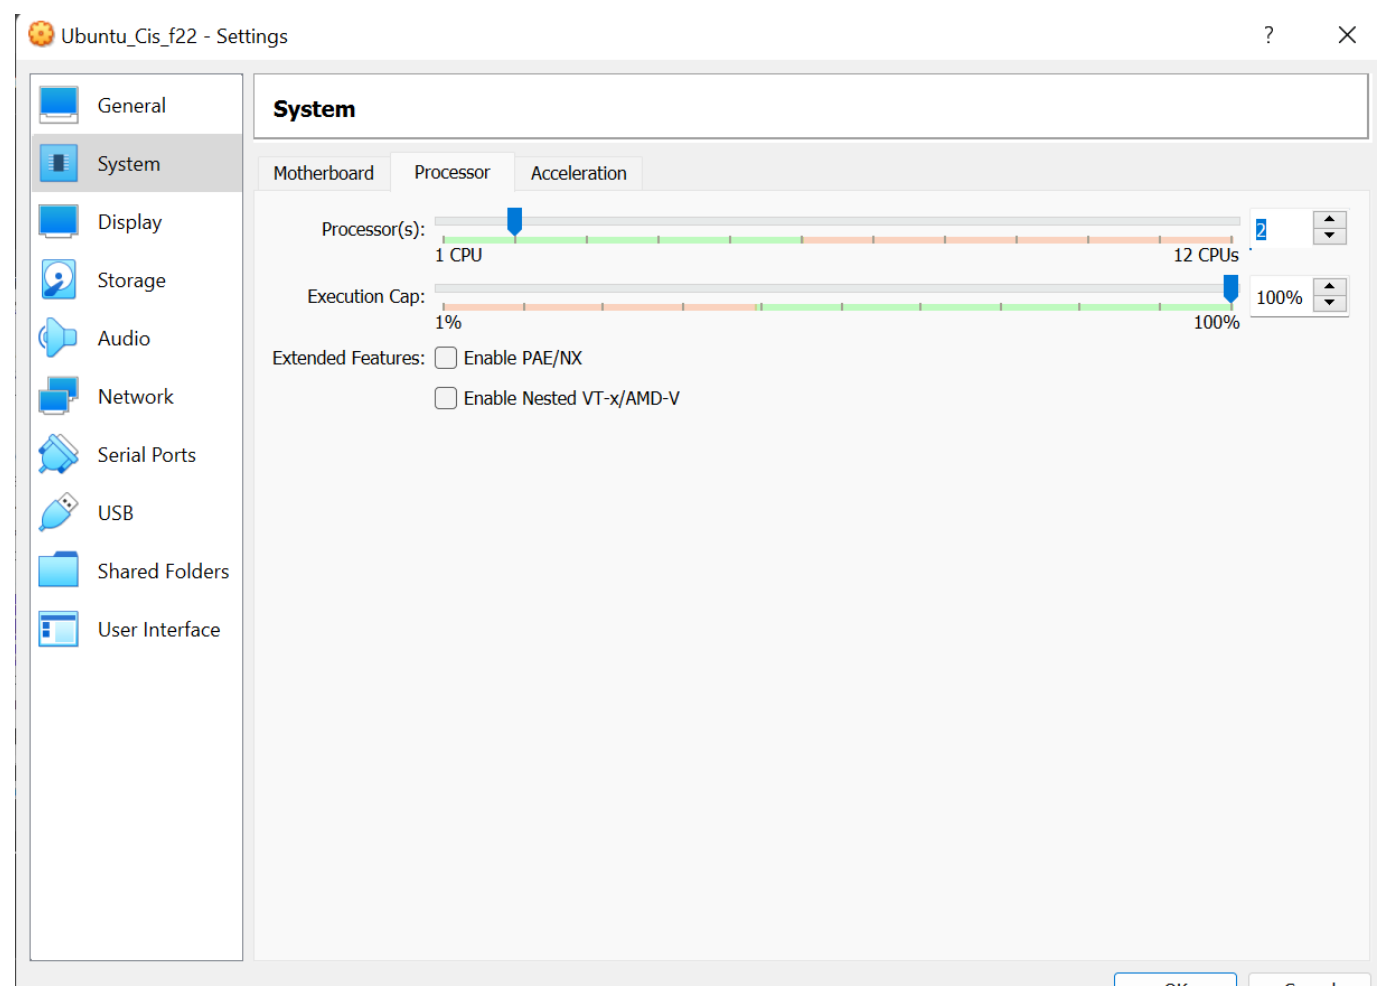 Ubuntu_Cis_f22 - Settings
?
General
System
Display
Storage
Audio
Network
Serial Ports
USB
Shared Folders
User Interface
System
Motherboard Processor Acceleration
Processor(s): 2
1 CPU 12 CPUs
Execution Cap: 100%
1% 100%
Extended Features: Enable PAE/NX
Enable Nested VT-x/AMD-V